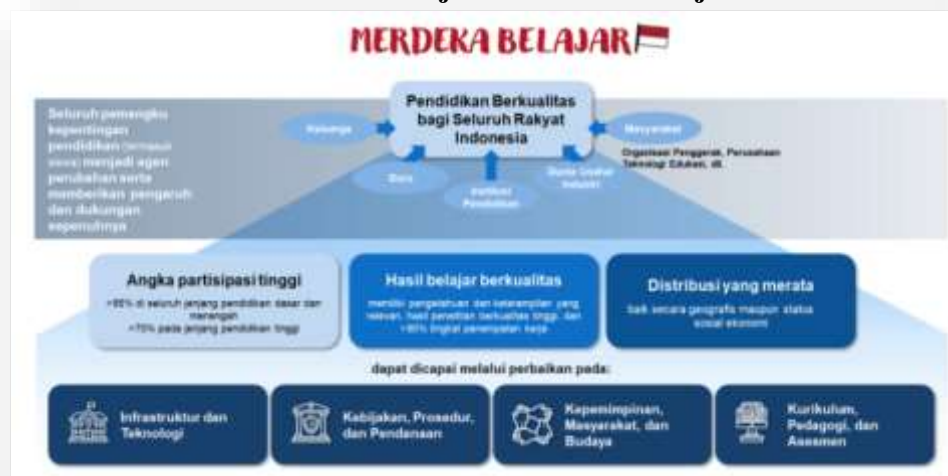 MERDEKA BELAJAR
Pendidikan Berkualitas
bagi Seluruh Rakyat
Indonesia
Seluruh pemangku
kepentingan
pendidikan
menjadi agen
perubahan serta
memberikan pengaruh
dan dukungan
sepenuhnya
Keluarga
Masyarakat
Organisasi Penggerak, Perusahaan
Teknologi Edukasi, dll.
Guru
Institusi
Pendidikan
Dunia Usaha/
Industri
Angka partisipasi tinggi
>95% di seluruh jenjang pendidikan dasar dan
menengah
>70% pada jenjang pendidikan tinggi
Hasil belajar berkualitas
memiliki pengetahuan dan keterampilan yang
relevan, hasil penelitian berkualitas tinggi, dan
tingkat penempatan kerja
Distribusi yang merata
baik secara geografis maupun status
sosial ekonomi
dapat dicapai melalui perbaikan pada:
Infrastruktur dan
Teknologi
Kebijakan, Prosedur,
dan Pendanaan
Kepemimpinan,
Masyarakat, dan
Budaya
Kurikulum,
Pedagogi, dan
Asesmen